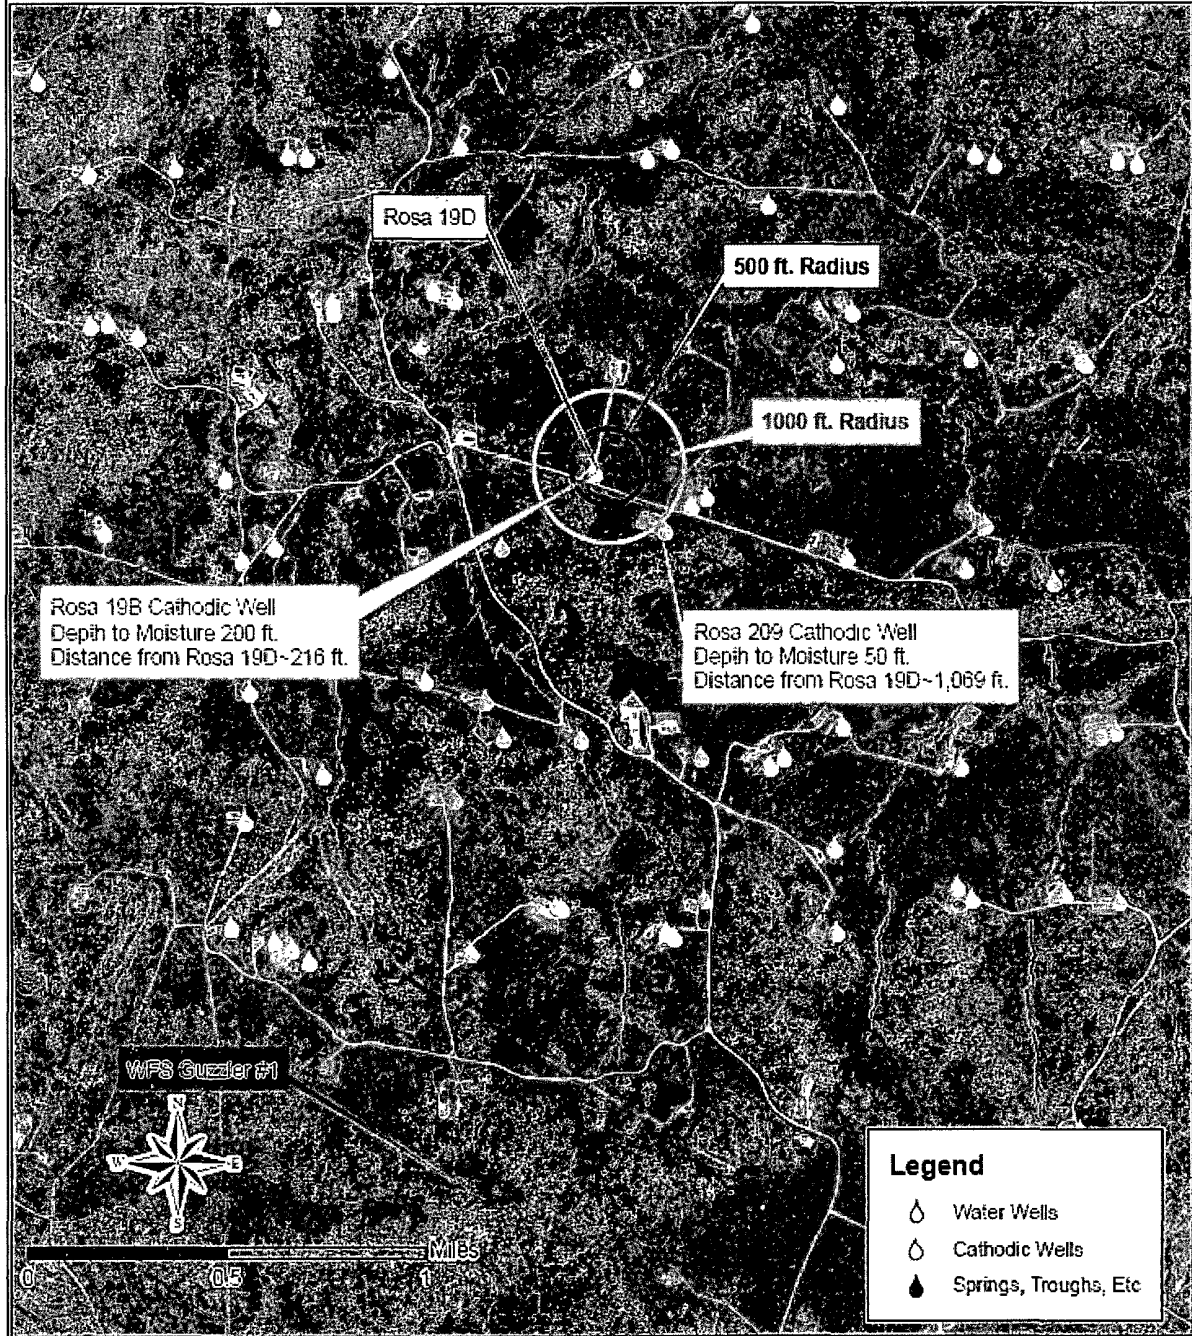 Rosa 19D
500 ft. Radius
1000 ft. Radius
Rosa 19B Cathodic Well
Depth to Moisture 200 ft.
Distance from Rosa 19D~216 ft.
Rosa 209 Cathodic Well
Depth to Moisture 50 ft.
Distance from Rosa 19D~1,069 ft.
WFS Guzzler #1
N
W
E
S
Miles
0
0.5
1
Legend
Water Wells
Cathodic Wells
Springs, Troughs, Etc